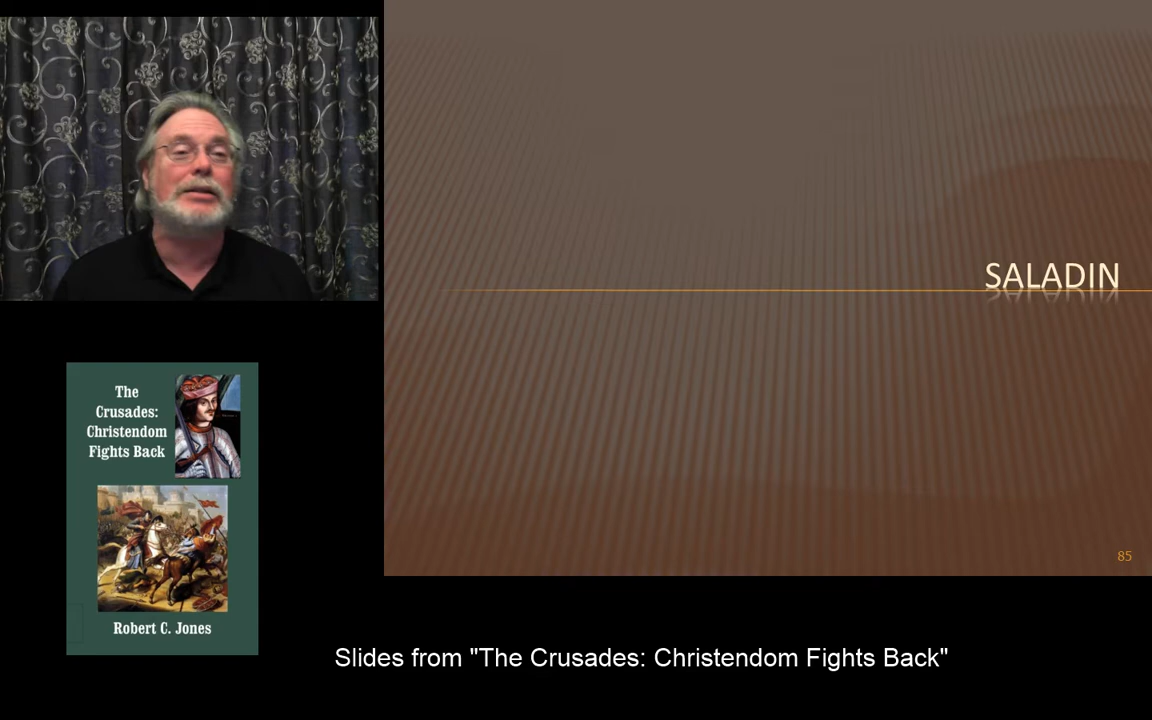 SALADIN
85
The
Crusades:
Christendom
Fights Back
Robert C. Jones
Slides from "The Crusades: Christendom Fights Back"